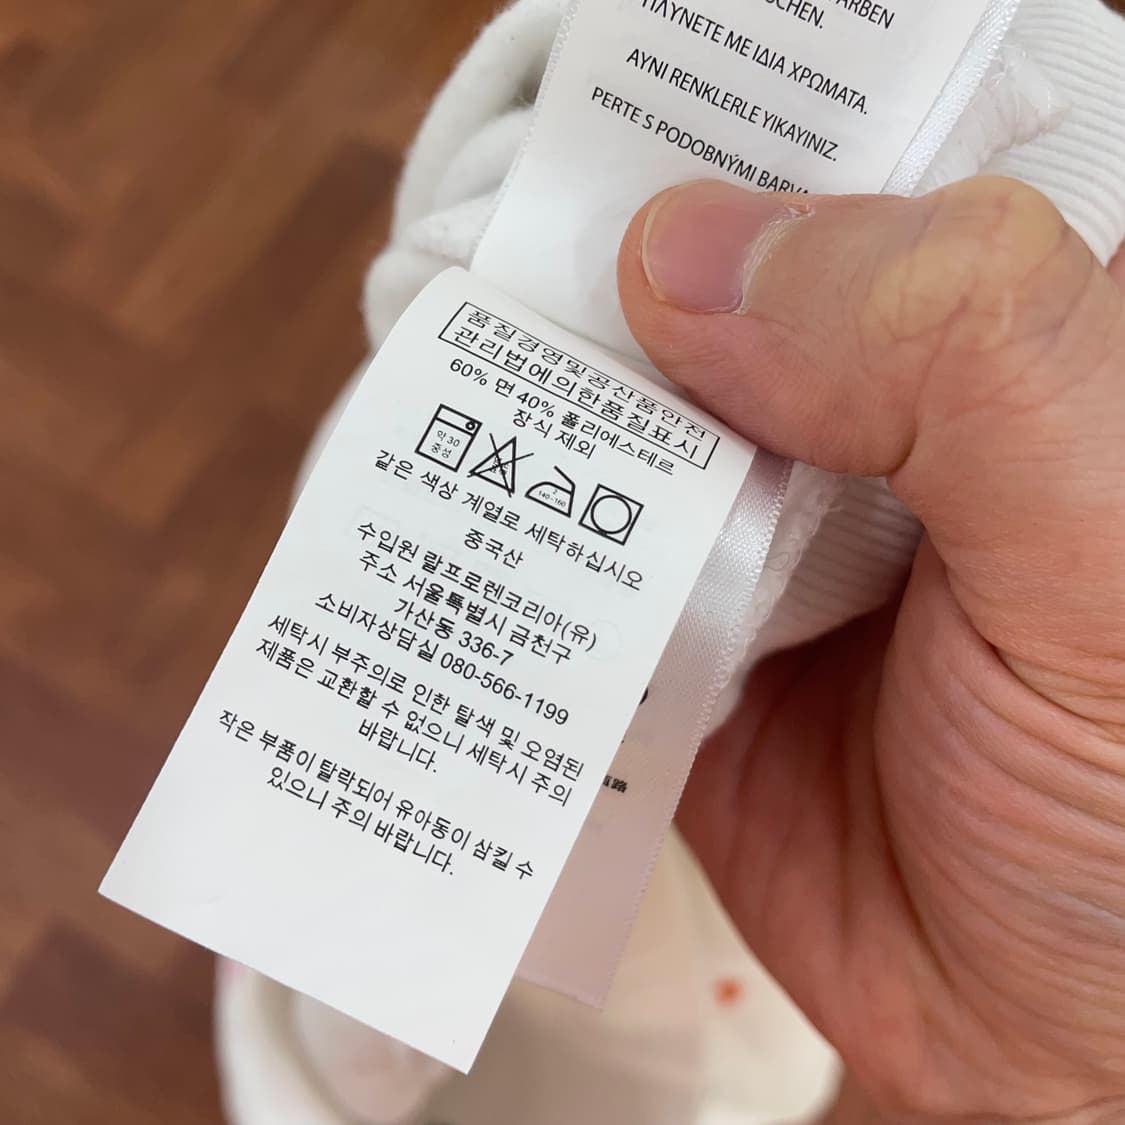 FARBEN
SCHEN.
ΠΛΥΝΕΤΕ ΜΕ ΙΔΙΑ ΧΡΩΜΑΤΑ.
AYNI RENKLERLE YIKAYINIZ.
PERTE S PODOBNÝMI
품질경영및공산품안전
관리법에의한품질표시
60% 면 40% 폴리에스테르
장식 제외
약 30
중성
2
140~160
같은 색상 계열로 세탁하십시오
중국산
수입원 랄프로렌코리아(유)
주소 서울특별시 금천구
가산동 336-7
소비자상담실 080-566-1199
세탁시 부주의로 인한 탈색 및 오염된
제품은 교환할 수 없으니 세탁시 주의
바랍니다.
작은 부품이 탈락되어 유아동이 삼킬 수
있으니 주의 바랍니다.